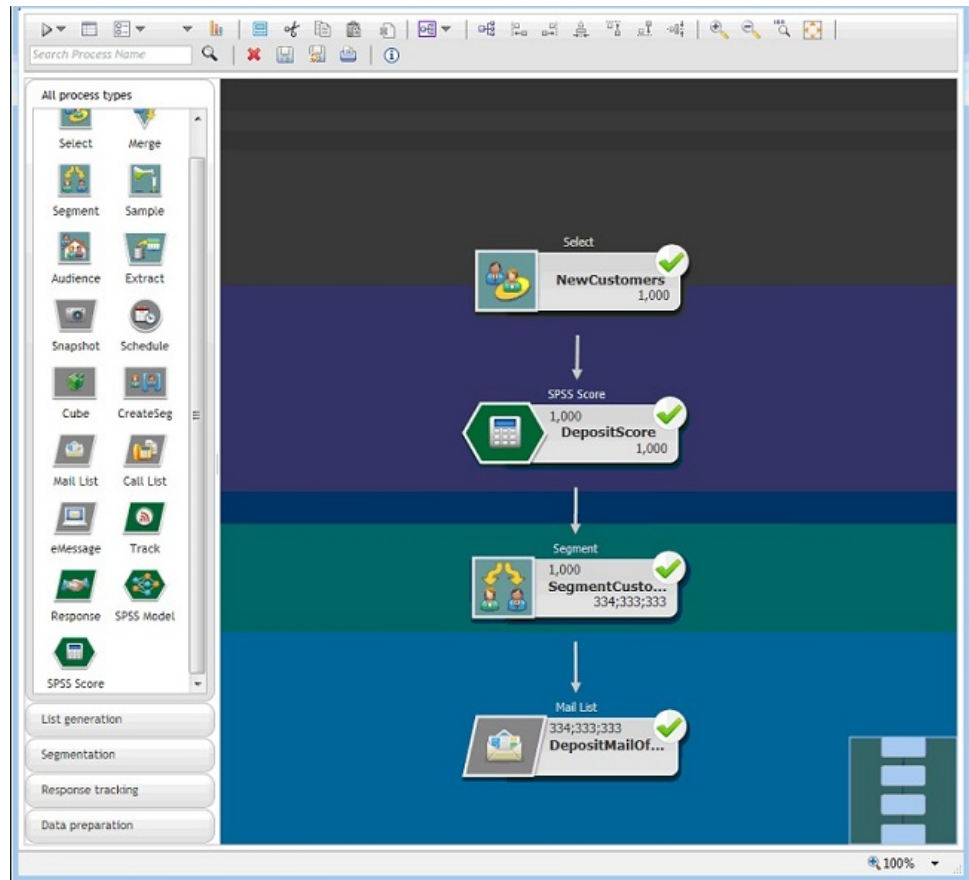 Search Process Name
All process types
Select Merge
Segment Sample
Audience Extract
Snapshot Schedule
Cube CreateSeg
Mail List Call List
eMessage Track
Response SPSS Model
SPSS Score
List generation
Segmentation
Response tracking
Data preparation
Select
NewCustomers
1,000
SPSS Score
1,000
DepositScore
1,000
Segment
1,000
SegmentCusto...
334;333;333
Mail List
334;333;333
DepositMailOf...
100%